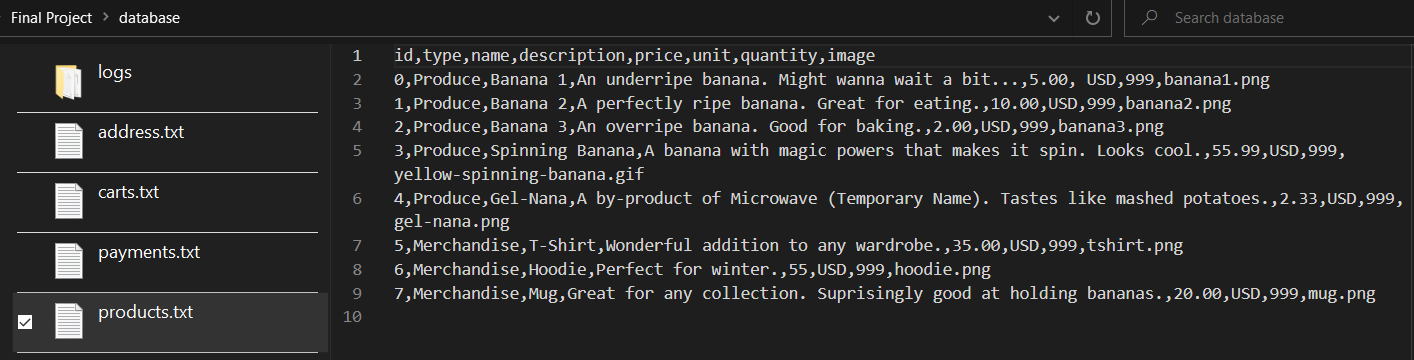 Final Project > database
Search database
logs
address.txt
carts.txt
payments.txt
products.txt
1 id,type,name,description,price,unit,quantity,image
2 0,Produce,Banana 1,An underripe banana. Might wanna wait a bit...,5.00, USD,999,banana1.png
3 1,Produce,Banana 2,A perfectly ripe banana. Great for eating.,10.00,USD,999,banana2.png
4 2,Produce,Banana 3,An overripe banana. Good for baking.,2.00,USD,999,banana3.png
5 3,Produce,Spinning Banana,A banana with magic powers that makes it spin. Looks cool.,55.99,USD,999,
yellow-spinning-banana.gif
6 4,Produce,Gel-Nana,A by-product of Microwave (Temporary Name). Tastes like mashed potatoes.,2.33,USD,999,
gel-nana.png
7 5,Merchandise,T-Shirt,Wonderful addition to any wardrobe.,35.00,USD,999,tshirt.png
8 6,Merchandise,Hoodie,Perfect for winter.,55,USD,999,hoodie.png
9 7,Merchandise,Mug,Great for any collection. Suprisingly good at holding bananas.,20.00,USD,999,mug.png
10